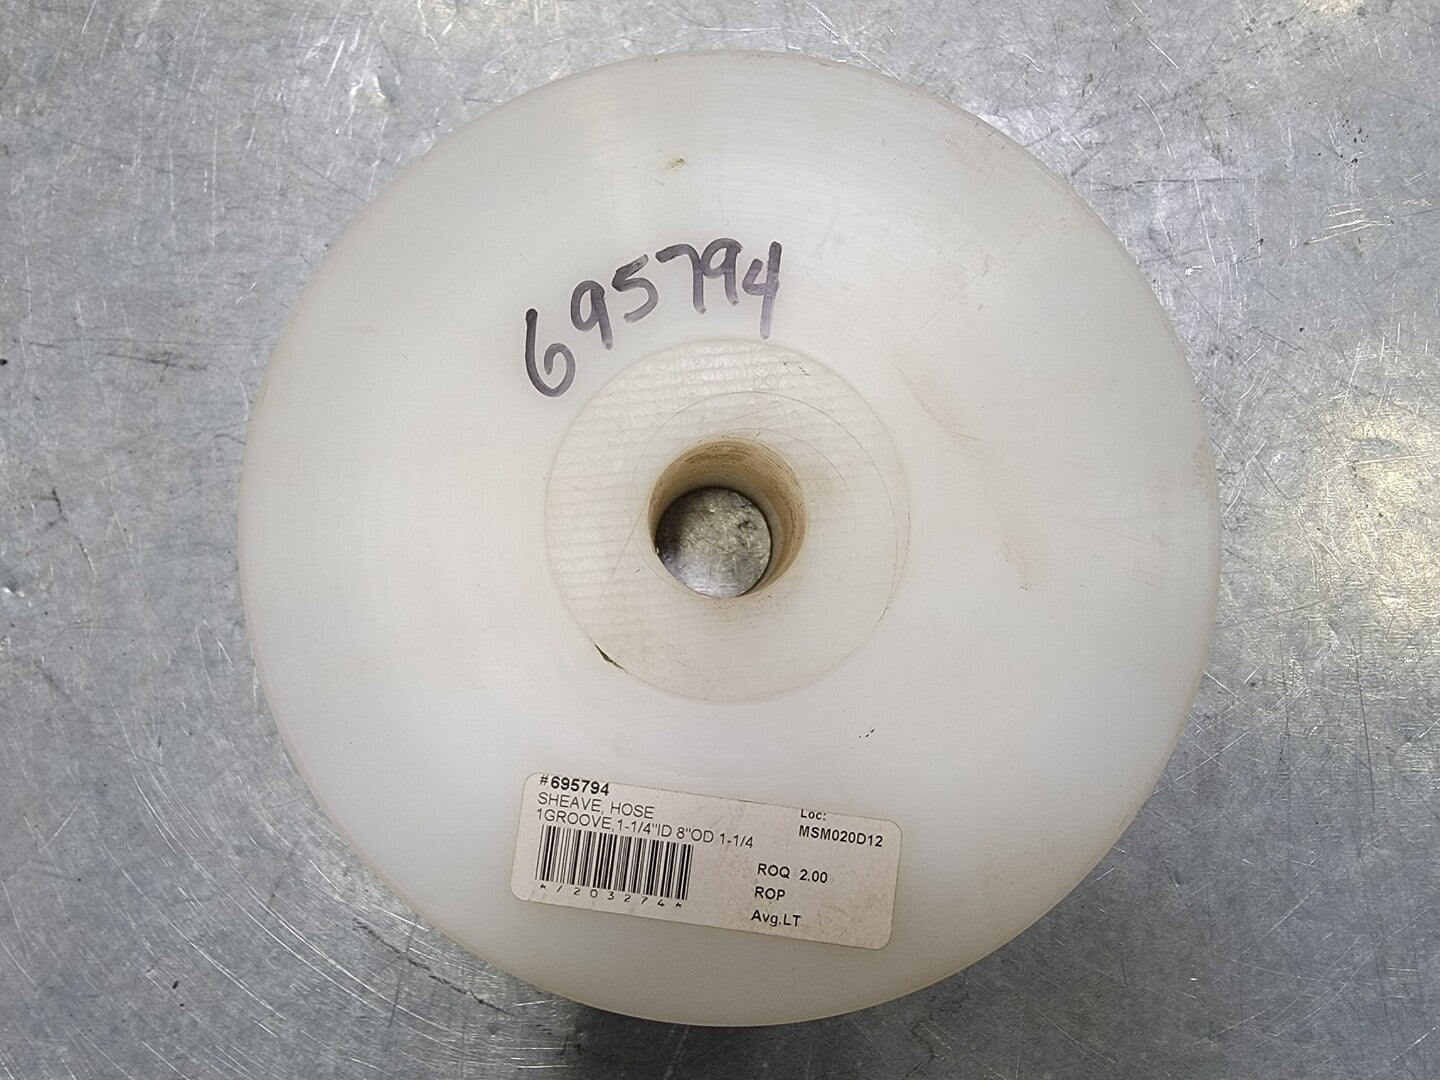 695794
#695794
SHEAVE, HOSE
1GROOVE,1-1/4"ID 8"OD 1-1/4
Loc:
MSM020D12
ROQ 2.00
ROP
Avg.LT